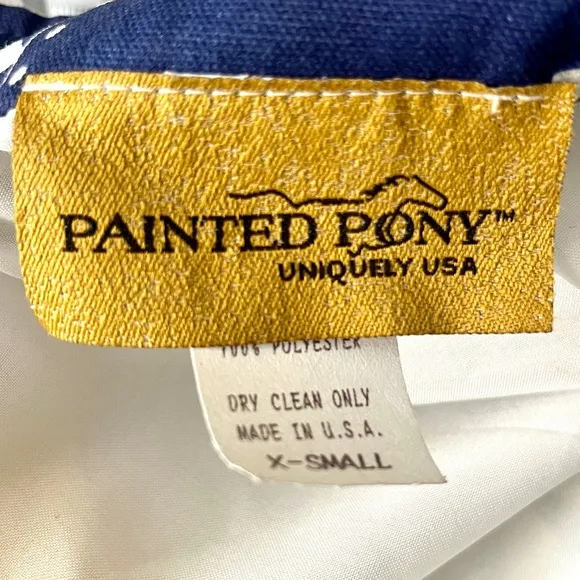 PAINTED PONY™
UNIQUELY USA
100% POLYESTER
DRY CLEAN ONLY
MADE IN U.S.A.
X-SMALL